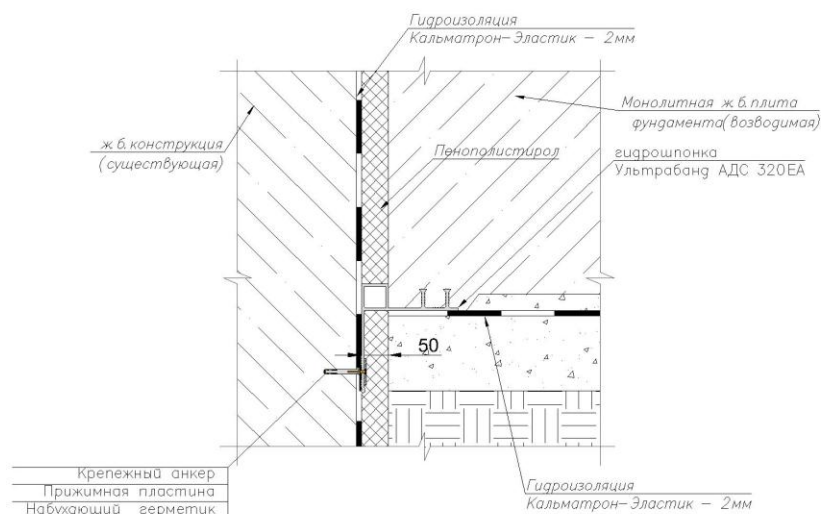 Гидроизоляция
Кальматрон-Эластик - 2мм
Монолитная ж.б.плита
фундамента(возводимая)
ж.б.конструкция
(существующая)
Пенополистирол
гидрошпонка
Ультрабанд АДС 320ЕА
50
Крепежный анкер
Прижимная пластина
Набухающий герметик
Гидроизоляция
Кальматрон-Эластик - 2мм